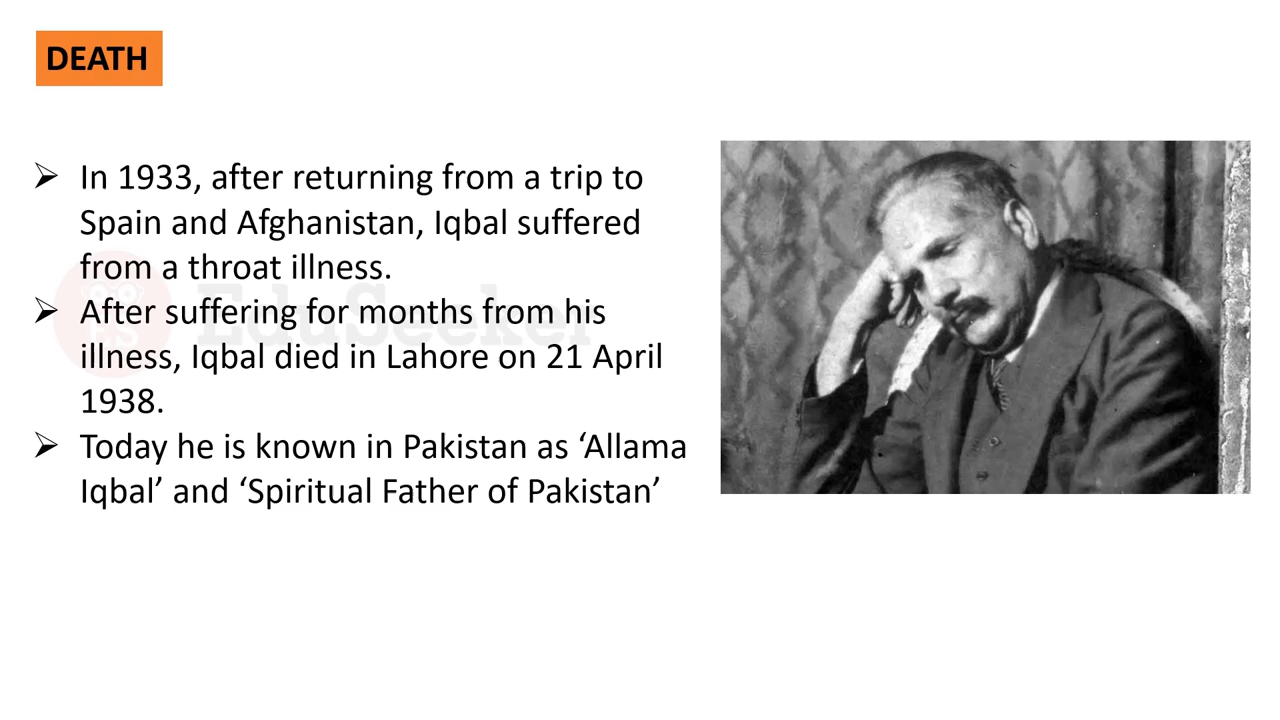 DEATH
➢ In 1933, after returning from a trip to
Spain and Afghanistan, Iqbal suffered
from a throat illness.
➢ After suffering for months from his
illness, Iqbal died in Lahore on 21 April
1938.
➢ Today he is known in Pakistan as ‘Allama
Iqbal’ and ‘Spiritual Father of Pakistan’
EduSeeker